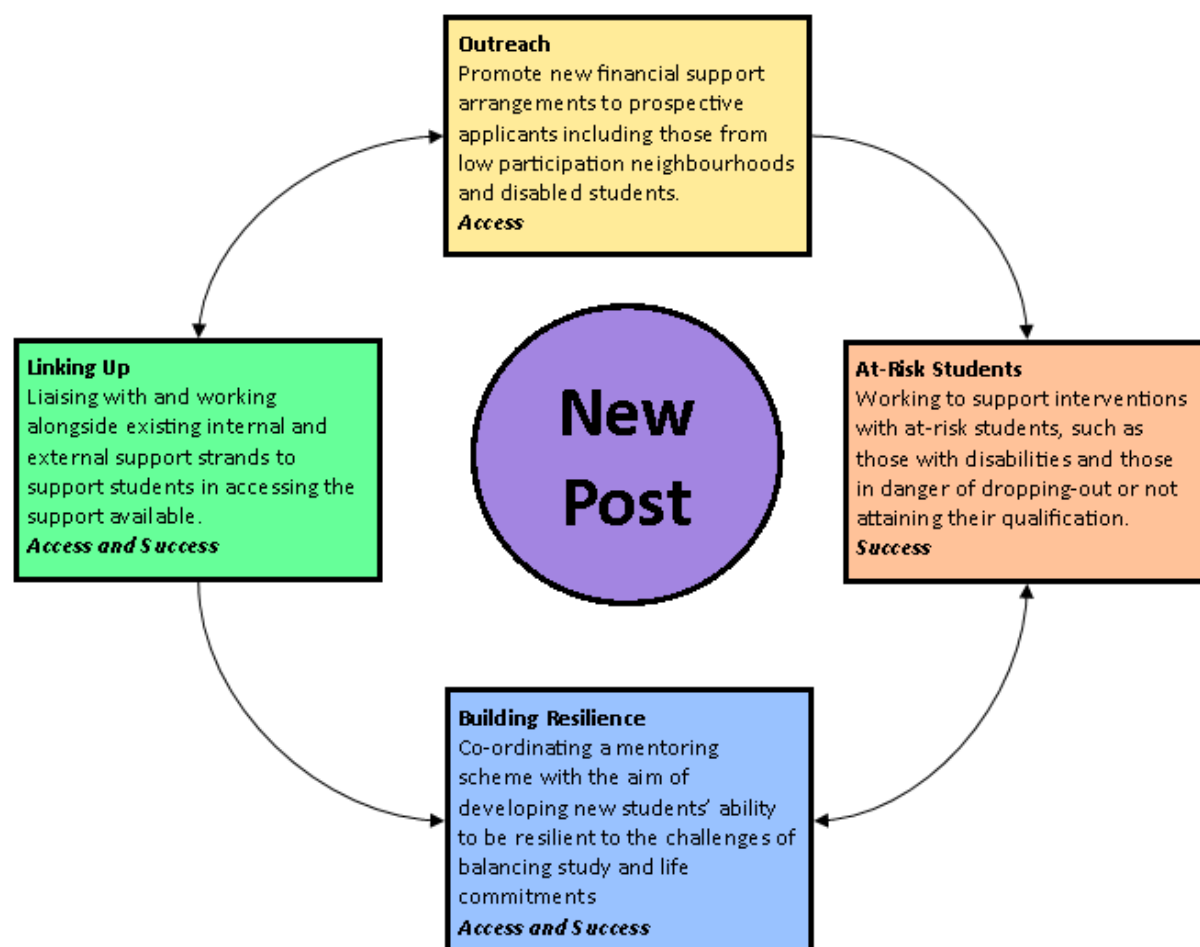 Outreach
Promote new financial support
arrangements to prospective
applicants including those from
low participation neighbourhoods
and disabled students.
Access
Linking Up
Liaising with and working
alongside existing internal and
external support strands to
support students in accessing the
support available.
Access and Success
New
Post
At-Risk Students
Working to support interventions
with at-risk students, such as
those with disabilities and those
in danger of dropping-out or not
attaining their qualification.
Success
Building Resilience
Co-ordinating a mentoring
scheme with the aim of
developing new students’ ability
to be resilient to the challenges of
balancing study and life
commitments
Access and Success